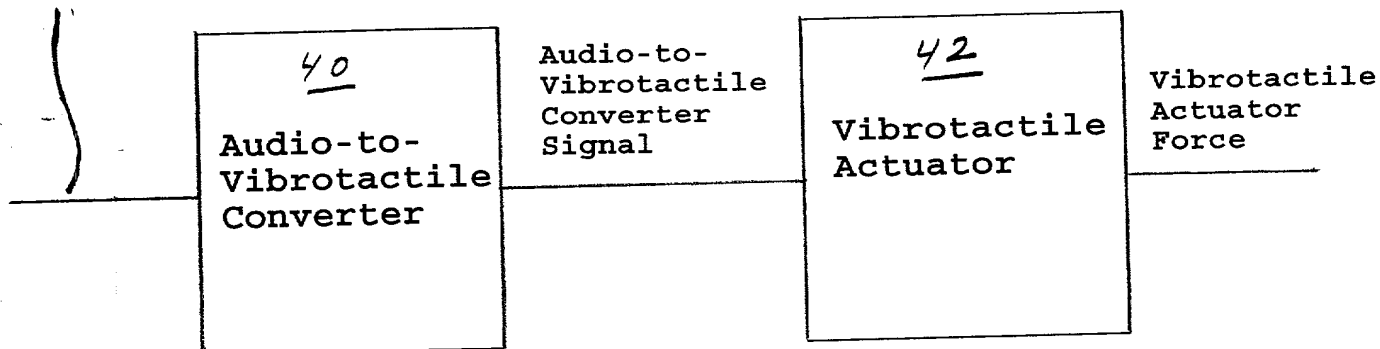 40
Audio-to-
Vibrotactile
Converter
Audio-to-
Vibrotactile
Converter
Signal
42
Vibrotactile
Actuator
Vibrotactile
Actuator
Force